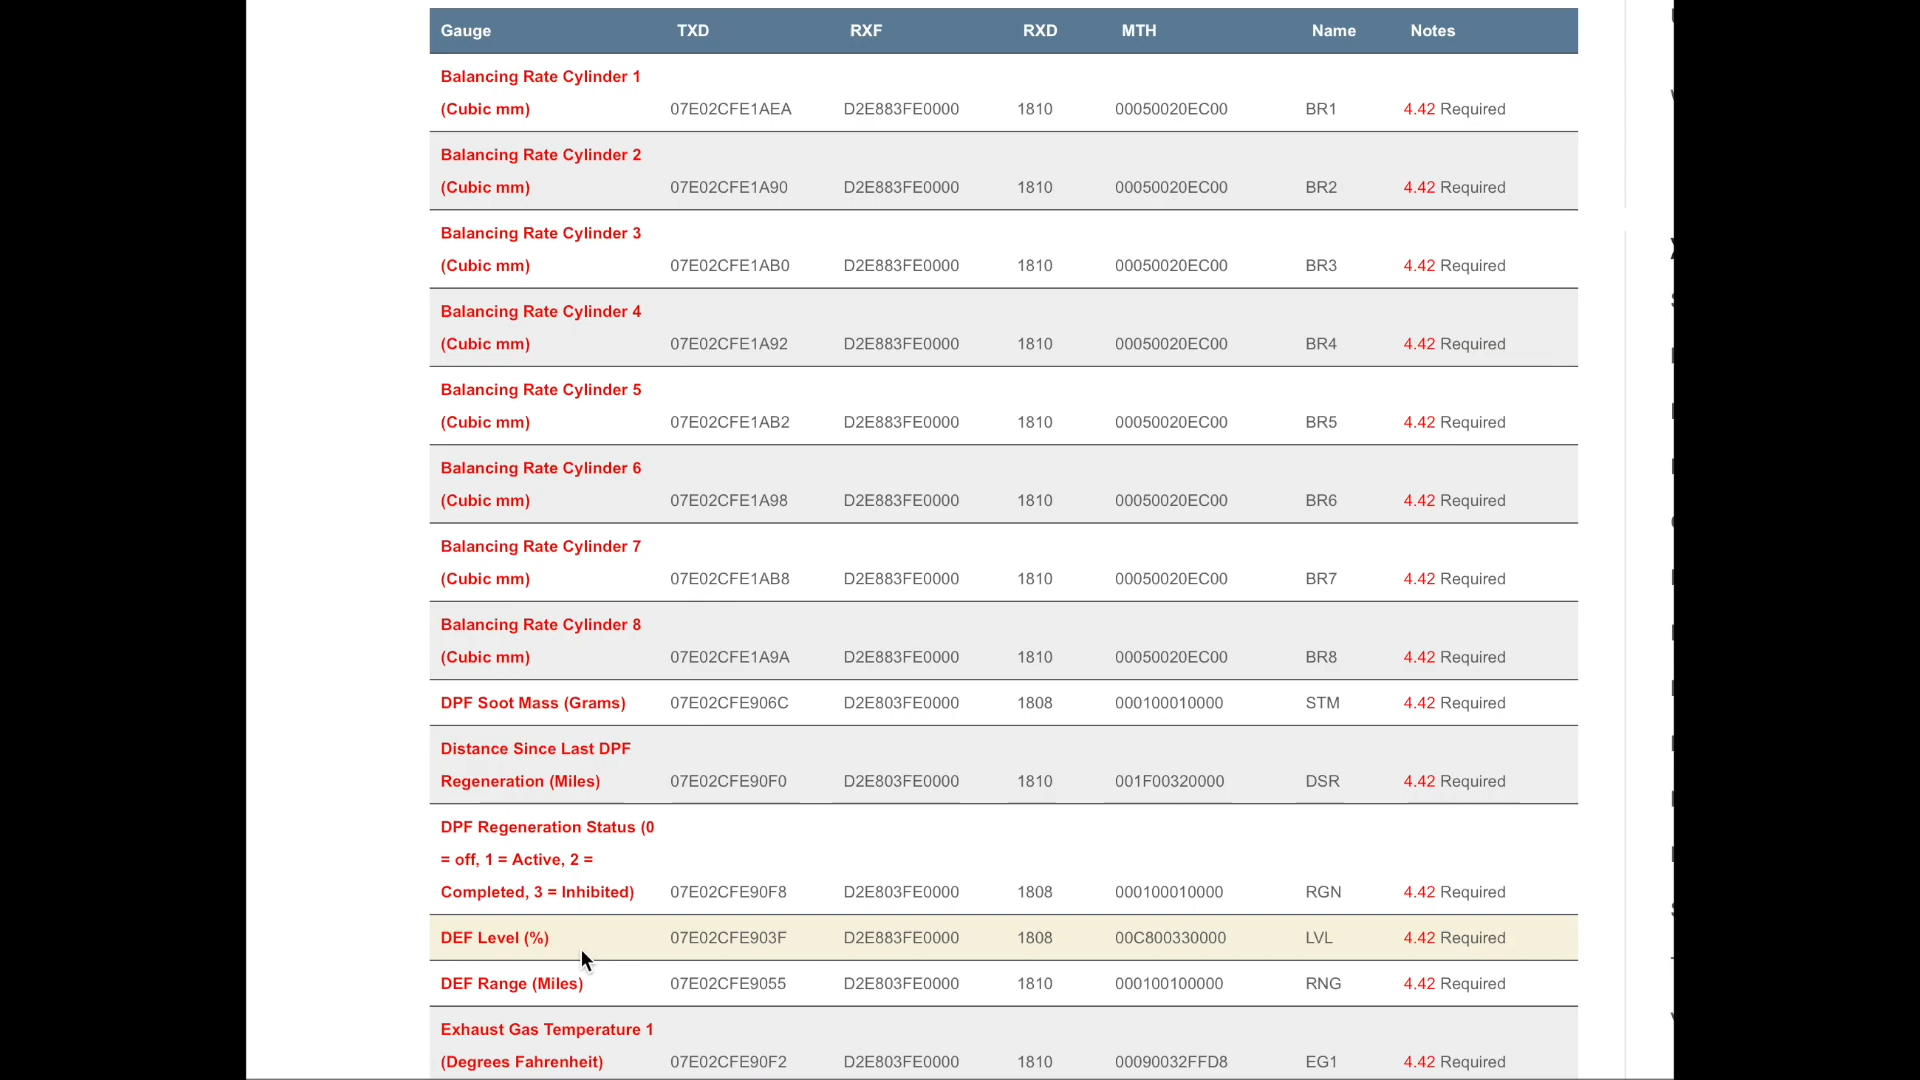 Gauge TXD RXF RXD MTH Name Notes
Balancing Rate Cylinder 1
(Cubic mm) 07E02CFE1AEA D2E883FE0000 1810 00050020EC00 BR1 4.42 Required
Balancing Rate Cylinder 2
(Cubic mm) 07E02CFE1A90 D2E883FE0000 1810 00050020EC00 BR2 4.42 Required
Balancing Rate Cylinder 3
(Cubic mm) 07E02CFE1AB0 D2E883FE0000 1810 00050020EC00 BR3 4.42 Required
Balancing Rate Cylinder 4
(Cubic mm) 07E02CFE1A92 D2E883FE0000 1810 00050020EC00 BR4 4.42 Required
Balancing Rate Cylinder 5
(Cubic mm) 07E02CFE1AB2 D2E883FE0000 1810 00050020EC00 BR5 4.42 Required
Balancing Rate Cylinder 6
(Cubic mm) 07E02CFE1A98 D2E883FE0000 1810 00050020EC00 BR6 4.42 Required
Balancing Rate Cylinder 7
(Cubic mm) 07E02CFE1AB8 D2E883FE0000 1810 00050020EC00 BR7 4.42 Required
Balancing Rate Cylinder 8
(Cubic mm) 07E02CFE1A9A D2E883FE0000 1810 00050020EC00 BR8 4.42 Required
DPF Soot Mass (Grams) 07E02CFE906C D2E803FE0000 1808 000100010000 STM 4.42 Required
Distance Since Last DPF
Regeneration (Miles) 07E02CFE90F0 D2E803FE0000 1810 001F00320000 DSR 4.42 Required
DPF Regeneration Status (0
= off, 1 = Active, 2 =
Completed, 3 = Inhibited) 07E02CFE90F8 D2E803FE0000 1808 000100010000 RGN 4.42 Required
DEF Level (%) 07E02CFE903F D2E883FE0000 1808 00C800330000 LVL 4.42 Required
DEF Range (Miles) 07E02CFE9055 D2E803FE0000 1810 000100100000 RNG 4.42 Required
Exhaust Gas Temperature 1
(Degrees Fahrenheit) 07E02CFE90F2 D2E803FE0000 1810 00090032FFD8 EG1 4.42 Required